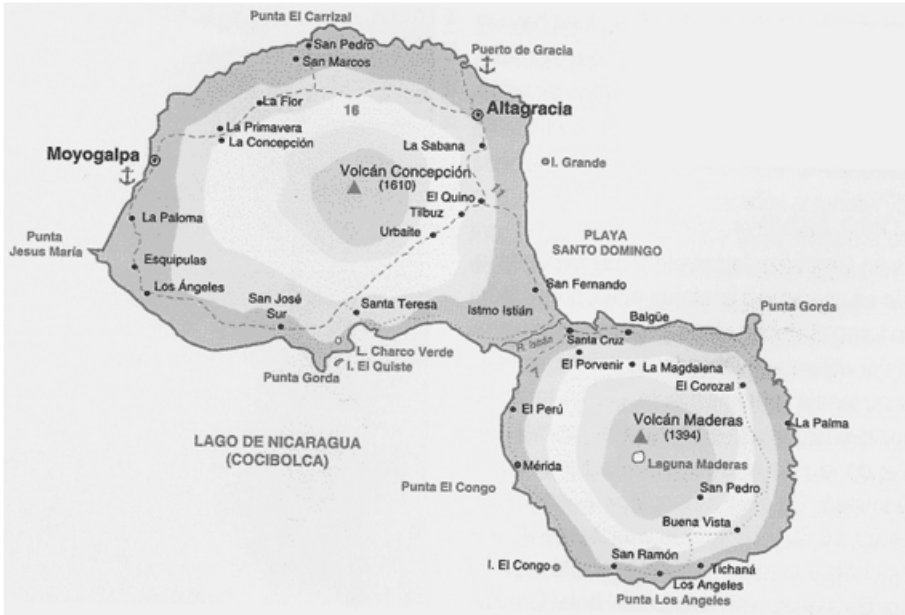 Punta El Carrizal
San Pedro
San Marcos
Puerto de Gracia
La Flor
16
Altagracia
La Primavera
La Concepción
Moyogalpa
La Sabana
I. Grande
Volcán Concepción
(1610)
11
El Quino
Tilbuz
Urbaite
La Paloma
Punta
Jesus María
PLAYA
SANTO DOMINGO
Esquipulas
Los Ángeles
San Fernando
San José
Sur
Santa Teresa
Istmo Istián
Punta Gorda
Balgüe
R. Istián
Santa Cruz
L. Charco Verde
I. El Quiste
Punta Gorda
7
El Porvenir
La Magdalena
El Corozal
El Perú
Volcán Maderas
(1394)
La Palma
LAGO DE NICARAGUA
(COCIBOLCA)
Mérida
Laguna Maderas
Punta El Congo
San Pedro
Buena Vista
San Ramón
I. El Congo
Tichaná
Los Angeles
Punta Los Angeles